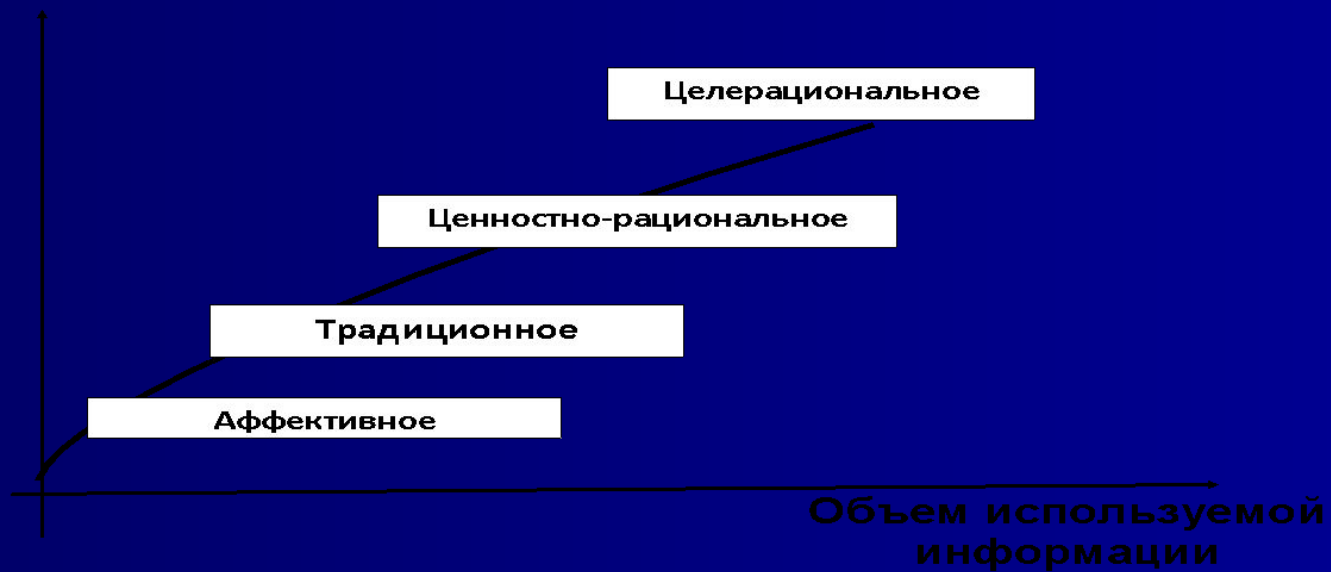 Целерациональное
Ценностно-рациональное
Традиционное
Аффективное
Объем используемой
информации